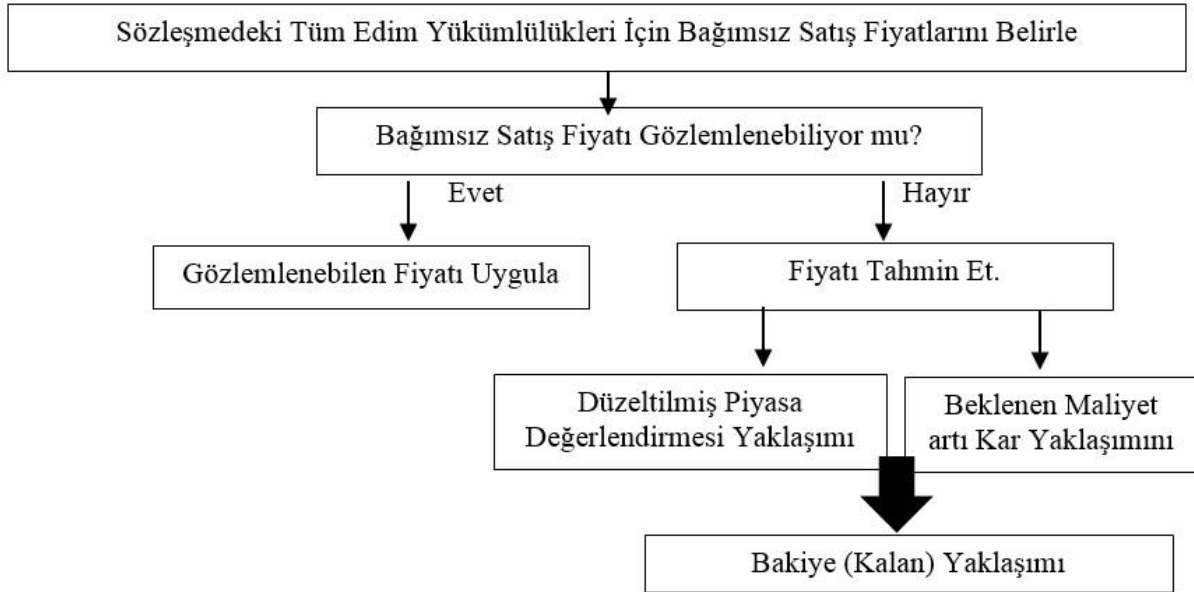 Sözleşmedeki Tüm Edim Yükümlülükleri İçin Bağımsız Satış Fiyatlarını Belirle
Bağımsız Satış Fiyatı Gözlemlenebiliyor mu?
Evet
Hayır
Gözlemlenebilen Fiyatı Uygula
Fiyatı Tahmin Et.
Düzeltilmiş Piyasa
Değerlendirmesi Yaklaşımı
Beklenen Maliyet
artı Kar Yaklaşımını
Bakiye (Kalan) Yaklaşımı